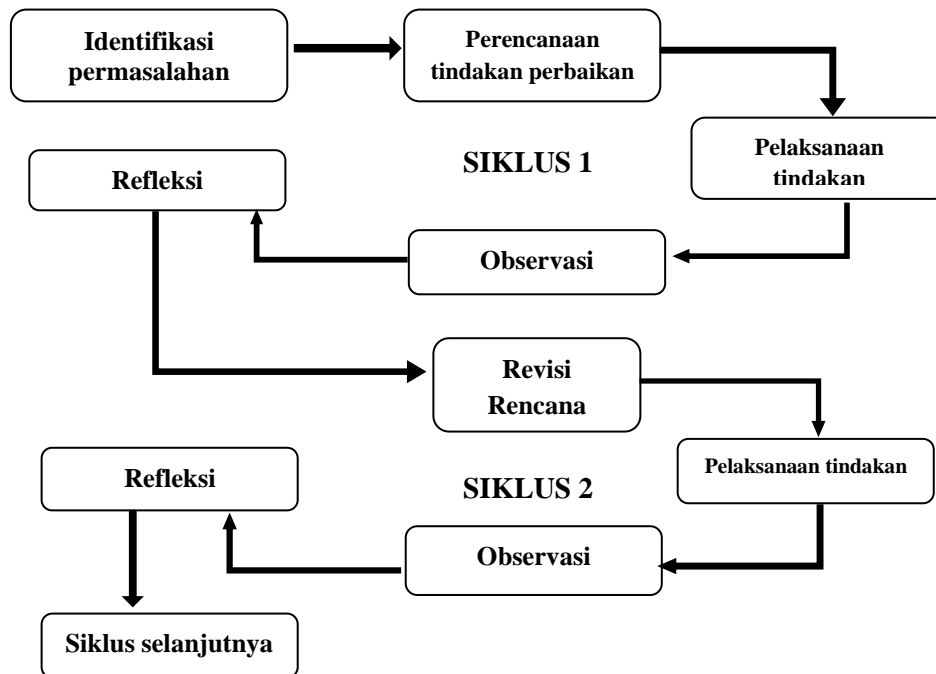 Identifikasi
permasalahan
Perencanaan
tindakan perbaikan
SIKLUS 1
Pelaksanaan
tindakan
Refleksi
Observasi
Revisi
Rencana
Pelaksanaan tindakan
Refleksi
SIKLUS 2
Observasi
Siklus selanjutnya